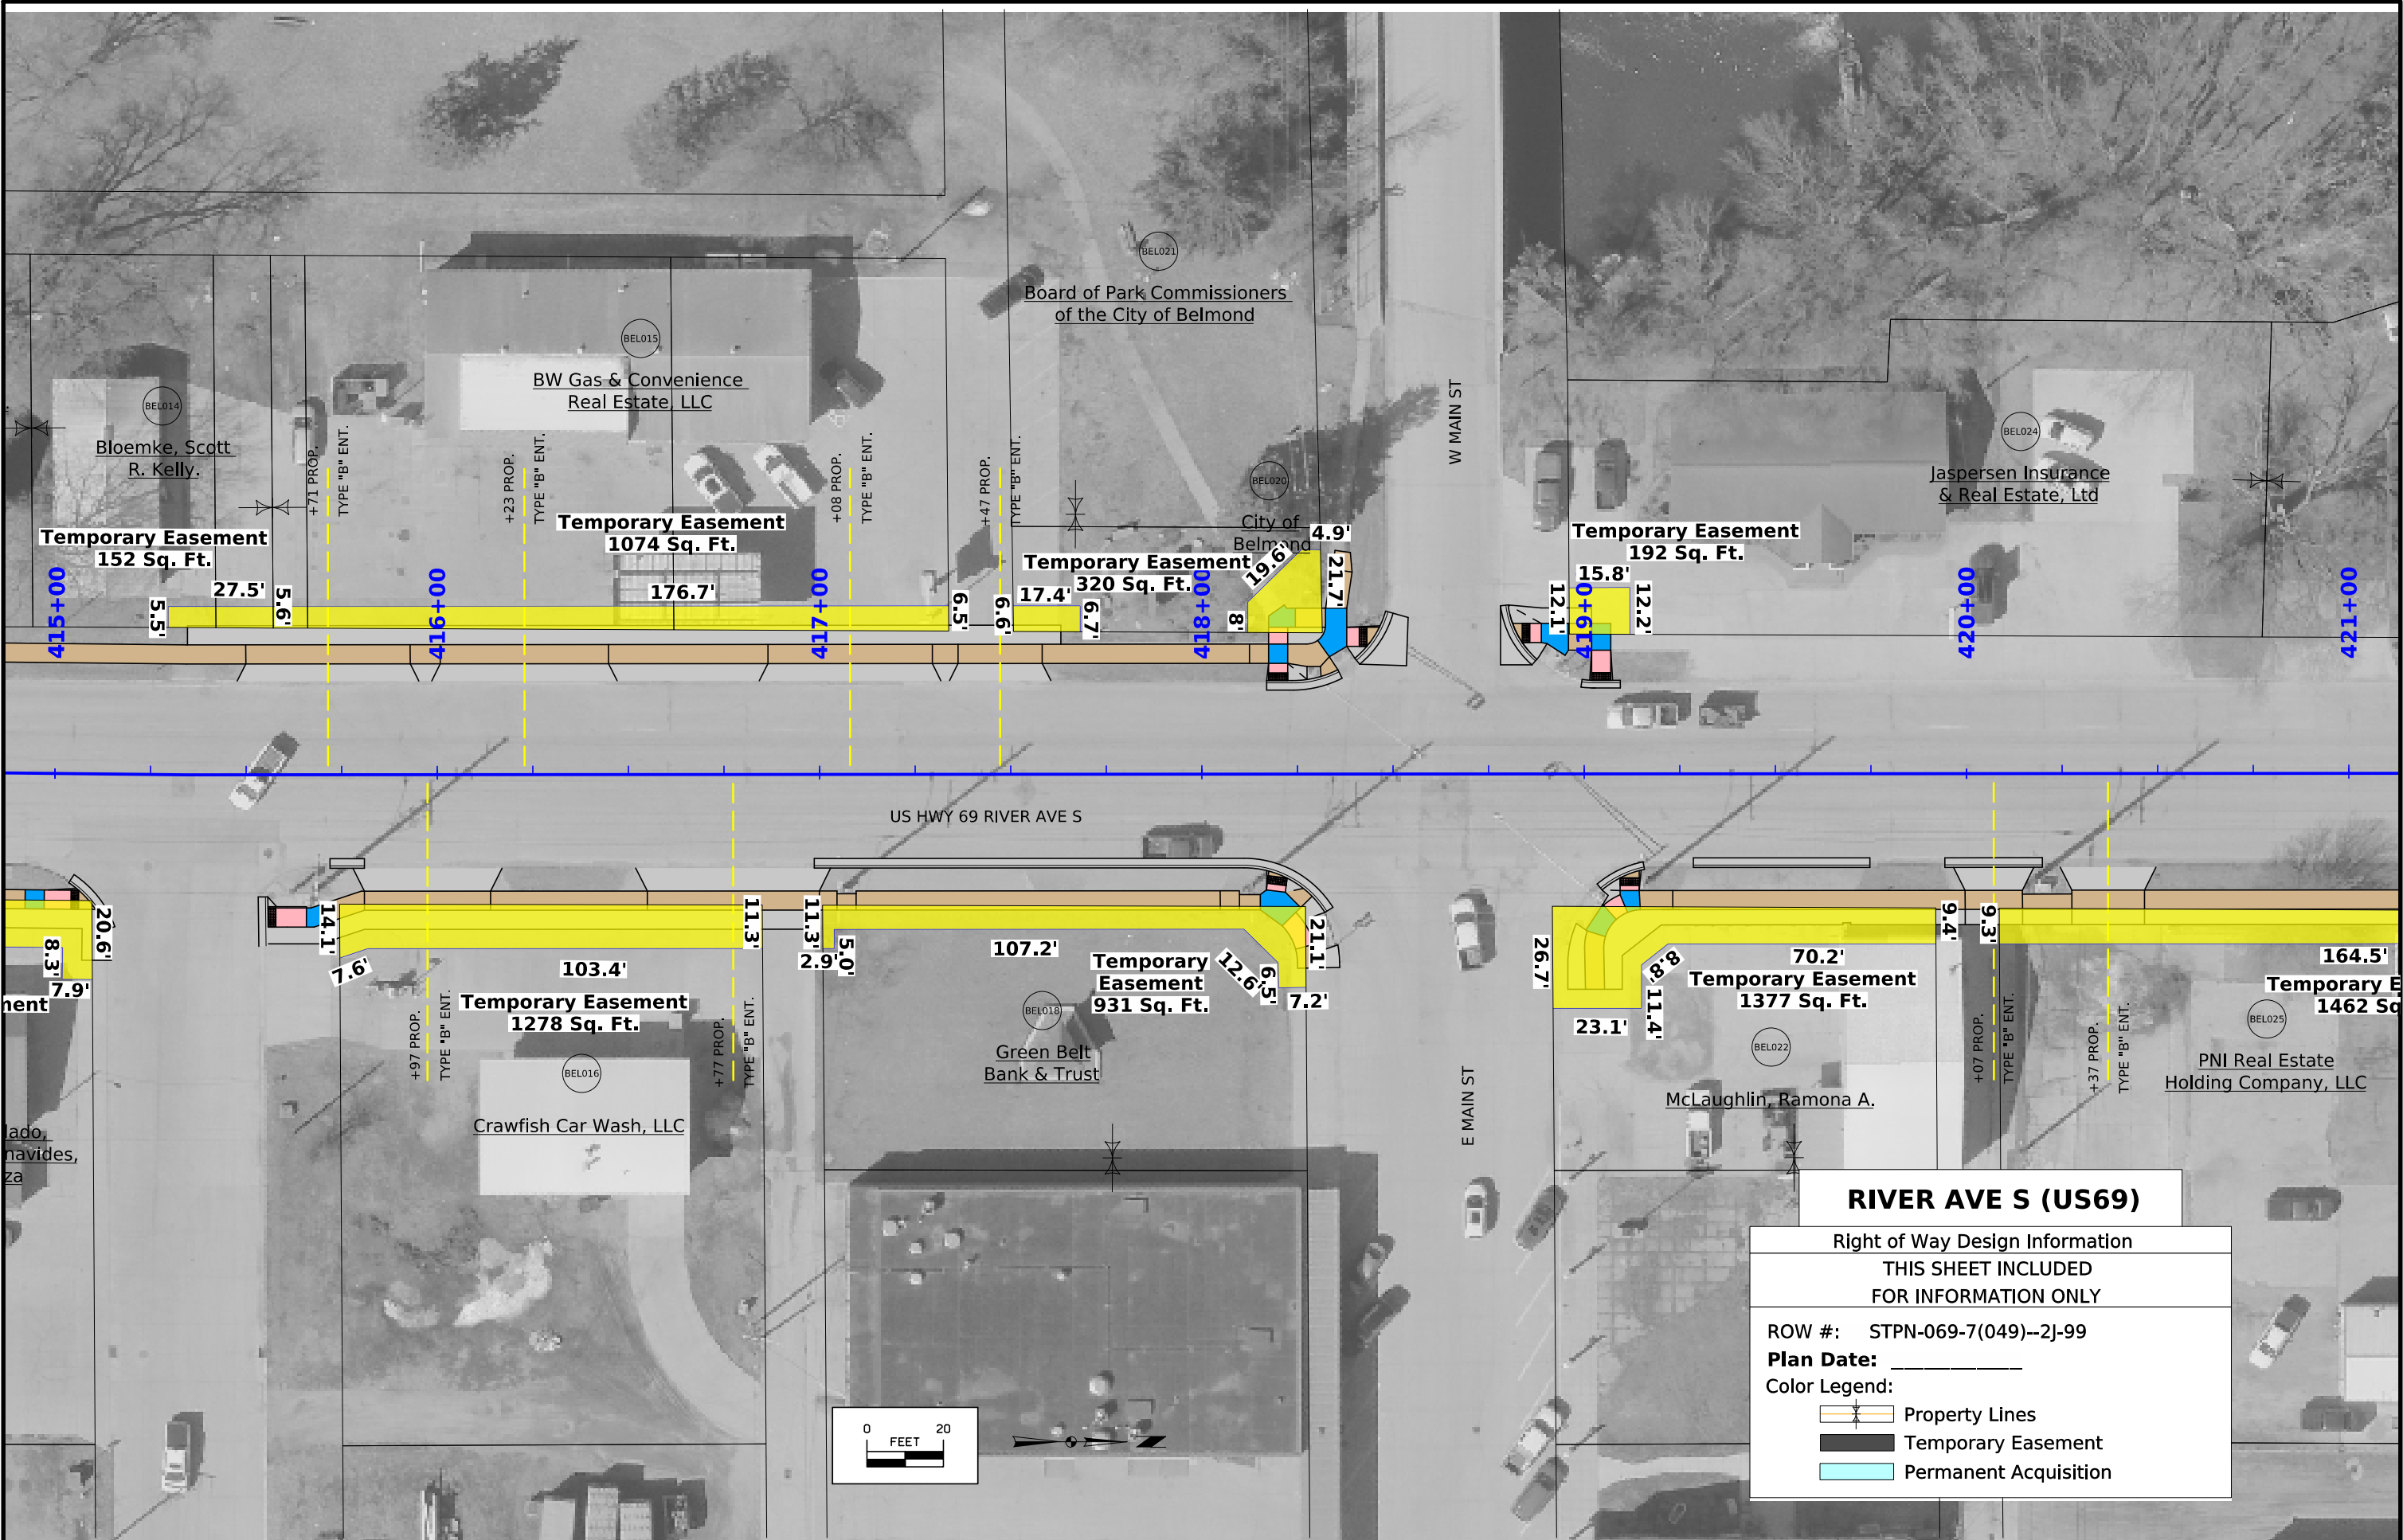 BEL021
Board of Park Commissioners
of the City of Belmond
BEL015
BW Gas & Convenience
Real Estate, LLC
BEL014
Bloemke, Scott
R. Kelly.
+71 PROP.
TYPE "B" ENT.
+23 PROP.
TYPE "B" ENT.
+08 PROP.
TYPE "B" ENT.
+47 PROP.
TYPE "B" ENT.
W MAIN ST
BEL020
City of
Belmond
BEL024
Jaspersen Insurance
& Real Estate, Ltd
Temporary Easement
152 Sq. Ft.
Temporary Easement
1074 Sq. Ft.
Temporary Easement
320 Sq. Ft.
Temporary Easement
192 Sq. Ft.
27.5'
5.5'
5.6'
176.7'
6.5'
6.6'
17.4'
6.7'
8'
19.6'
4.9'
21.7'
12.1'
15.8'
12.2'
415+00
416+00
417+00
418+00
419+0
420+00
421+00
US HWY 69 RIVER AVE S
20.6'
8.3'
7.9'
ment
14.1'
7.6'
103.4'
11.3'
11.3'
2.9'
5.0'
107.2'
12.6'
6.5'
7.2'
21.1'
26.7'
23.1'
11.4'
8.8'
70.2'
9.4'
9.3'
164.5'
Temporary Easement
1278 Sq. Ft.
Temporary
Easement
931 Sq. Ft.
Temporary Easement
1377 Sq. Ft.
Temporary E
1462 Sq
+97 PROP.
TYPE "B" ENT.
+77 PROP.
TYPE "B" ENT.
+07 PROP.
TYPE "B" ENT.
+37 PROP.
TYPE "B" ENT.
BEL016
Crawfish Car Wash, LLC
BEL018
Green Belt
Bank & Trust
E MAIN ST
BEL022
McLaughlin, Ramona A.
BEL025
PNI Real Estate
Holding Company, LLC
lado,
navides,
za
RIVER AVE S (US69)
Right of Way Design Information
THIS SHEET INCLUDED
FOR INFORMATION ONLY
ROW #: STPN-069-7(049)--2J-99
Plan Date: ____________
Color Legend:
Property Lines
Temporary Easement
Permanent Acquisition
0 20
FEET